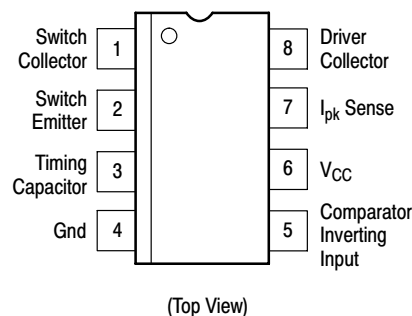 Switch
Collector
1
Switch
Emitter
2
Timing
Capacitor
3
Gnd
4
8
Driver
Collector
7
Ipk Sense
6
VCC
5
Comparator
Inverting
Input
(Top View)